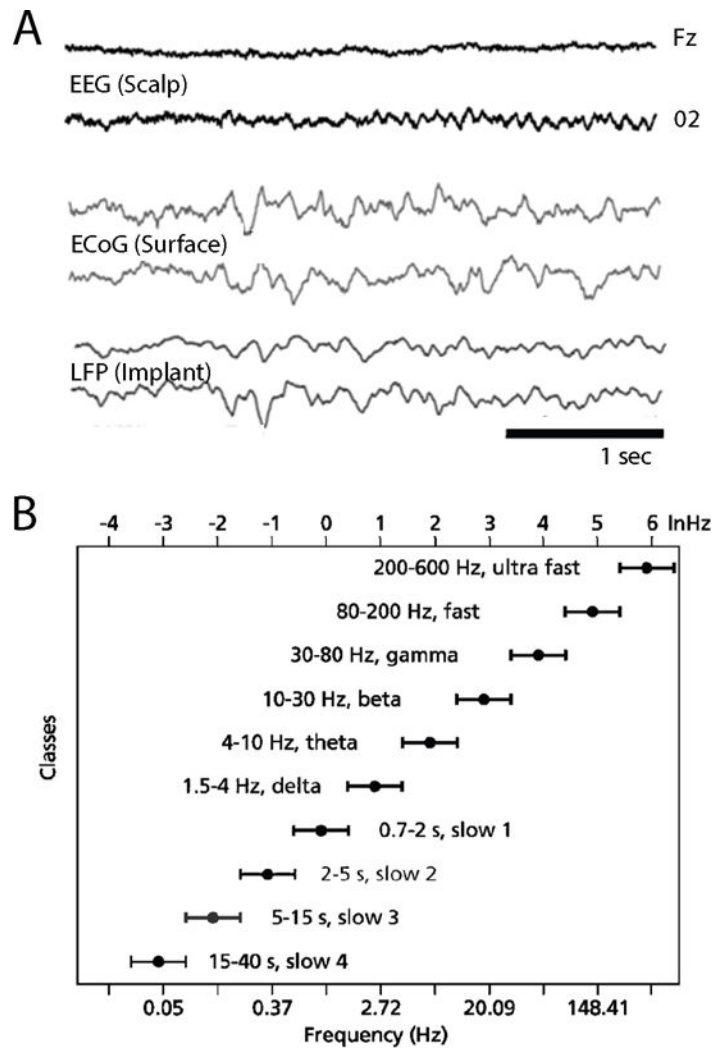 A
Fz
EEG (Scalp)
02
ECoG (Surface)
LFP (Implant)
1 sec
B
-4 -3 -2 -1 0 1 2 3 4 5 6 lnHz
200-600 Hz, ultra fast
80-200 Hz, fast
30-80 Hz, gamma
10-30 Hz, beta
4-10 Hz, theta
1.5-4 Hz, delta
0.7-2 s, slow 1
2-5 s, slow 2
5-15 s, slow 3
15-40 s, slow 4
Classes
0.05 0.37 2.72 20.09 148.41
Frequency (Hz)